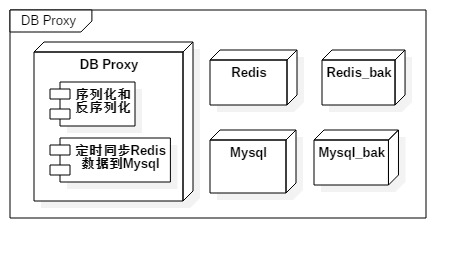 DB Proxy
DB Proxy
序列化和
反序列化
定时同步Redis
数据到Mysql
Redis
Redis_bak
Mysql
Mysql_bak